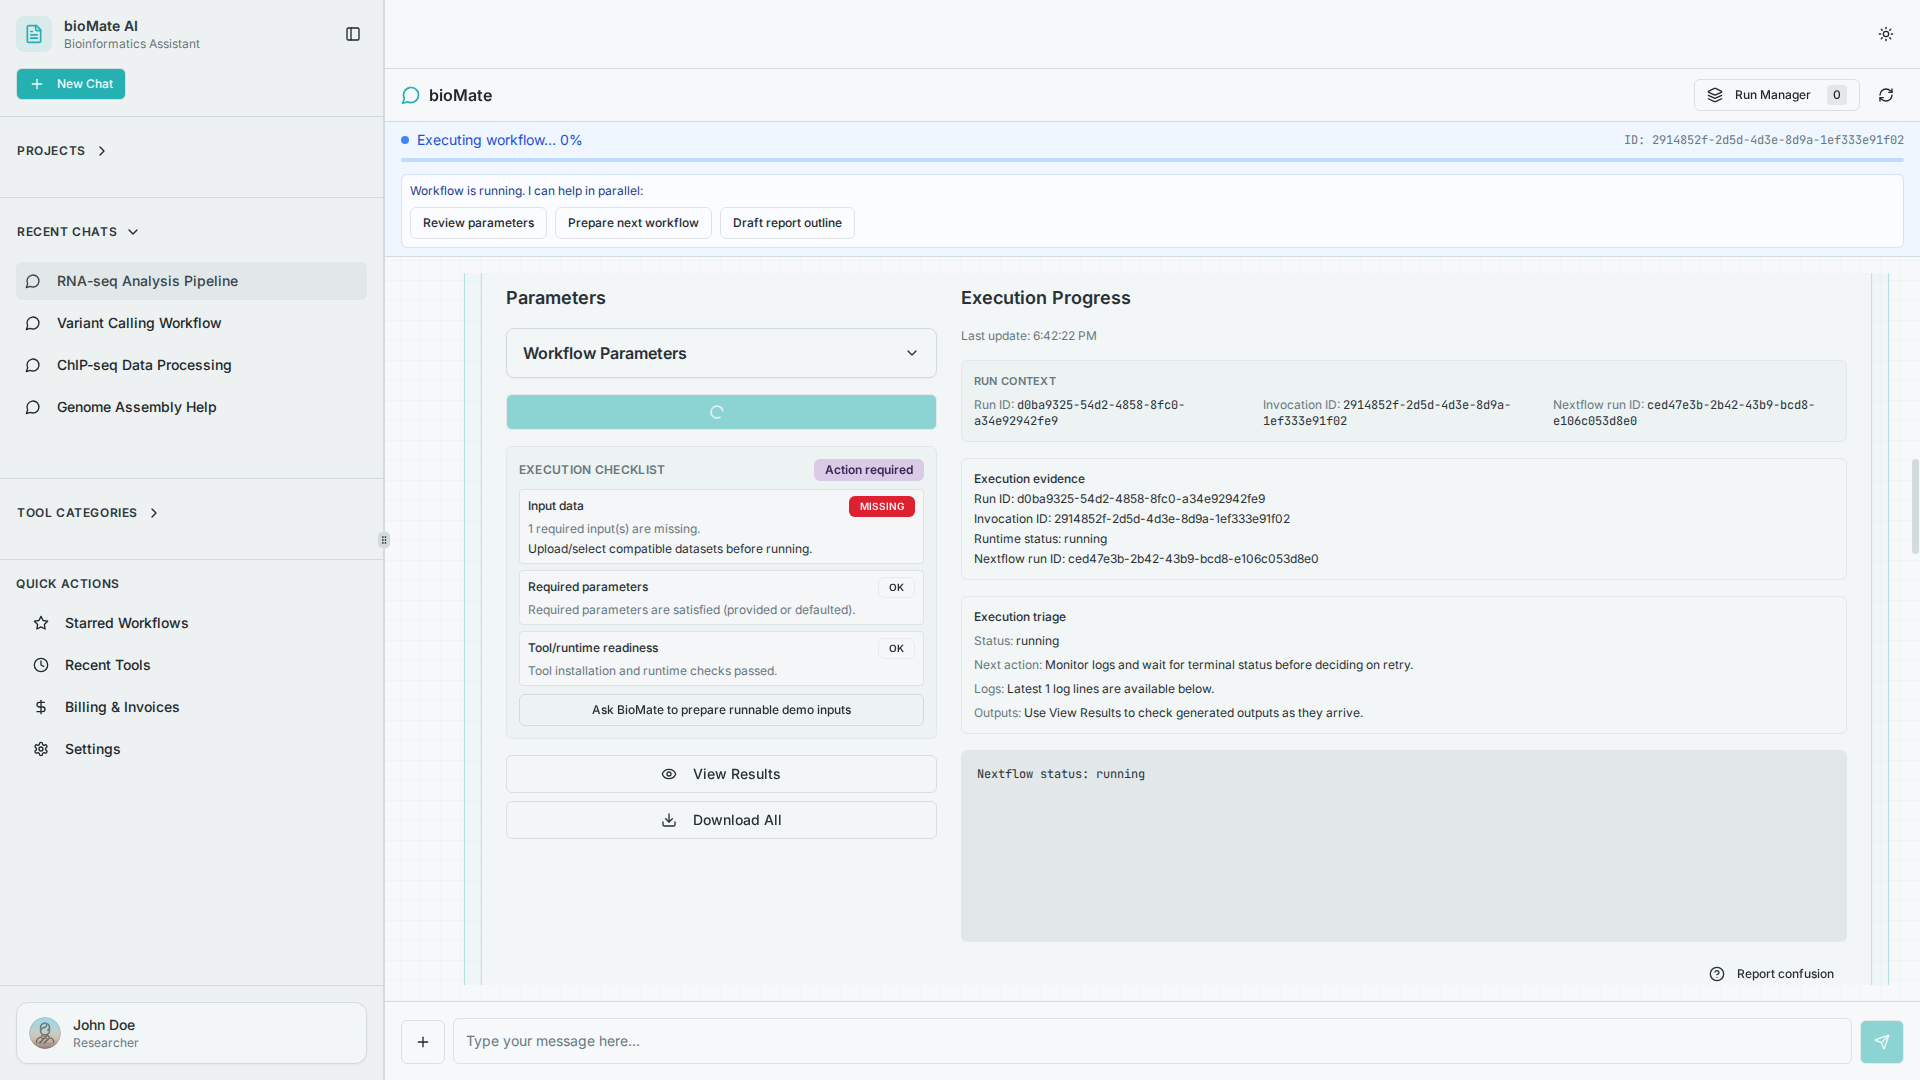 bioMate AI
Bioinformatics Assistant
New Chat
PROJECTS
RECENT CHATS
RNA-seq Analysis Pipeline
Variant Calling Workflow
ChIP-seq Data Processing
Genome Assembly Help
TOOL CATEGORIES
QUICK ACTIONS
Starred Workflows
Recent Tools
Billing & Invoices
Settings
John Doe
Researcher
bioMate
Run Manager 0
Executing workflow... 0%
ID: 2914852f-2d5d-4d3e-8d9a-1ef333e91f02
Workflow is running. I can help in parallel:
Review parameters
Prepare next workflow
Draft report outline
Parameters
Workflow Parameters
EXECUTION CHECKLIST
Action required
Input data
MISSING
1 required input(s) are missing.
Upload/select compatible datasets before running.
Required parameters
OK
Required parameters are satisfied (provided or defaulted).
Tool/runtime readiness
OK
Tool installation and runtime checks passed.
Ask BioMate to prepare runnable demo inputs
View Results
Download All
Execution Progress
Last update: 6:42:22 PM
RUN CONTEXT
Run ID: d0ba9325-54d2-4858-8fc0-
a34e92942fe9
Invocation ID: 2914852f-2d5d-4d3e-8d9a-
1ef333e91f02
Nextflow run ID: ced47e3b-2b42-43b9-bcd8-
e106c053d8e0
Execution evidence
Run ID: d0ba9325-54d2-4858-8fc0-a34e92942fe9
Invocation ID: 2914852f-2d5d-4d3e-8d9a-1ef333e91f02
Runtime status: running
Nextflow run ID: ced47e3b-2b42-43b9-bcd8-e106c053d8e0
Execution triage
Status: running
Next action: Monitor logs and wait for terminal status before deciding on retry.
Logs: Latest 1 log lines are available below.
Outputs: Use View Results to check generated outputs as they arrive.
Nextflow status: running
Report confusion
Type your message here...